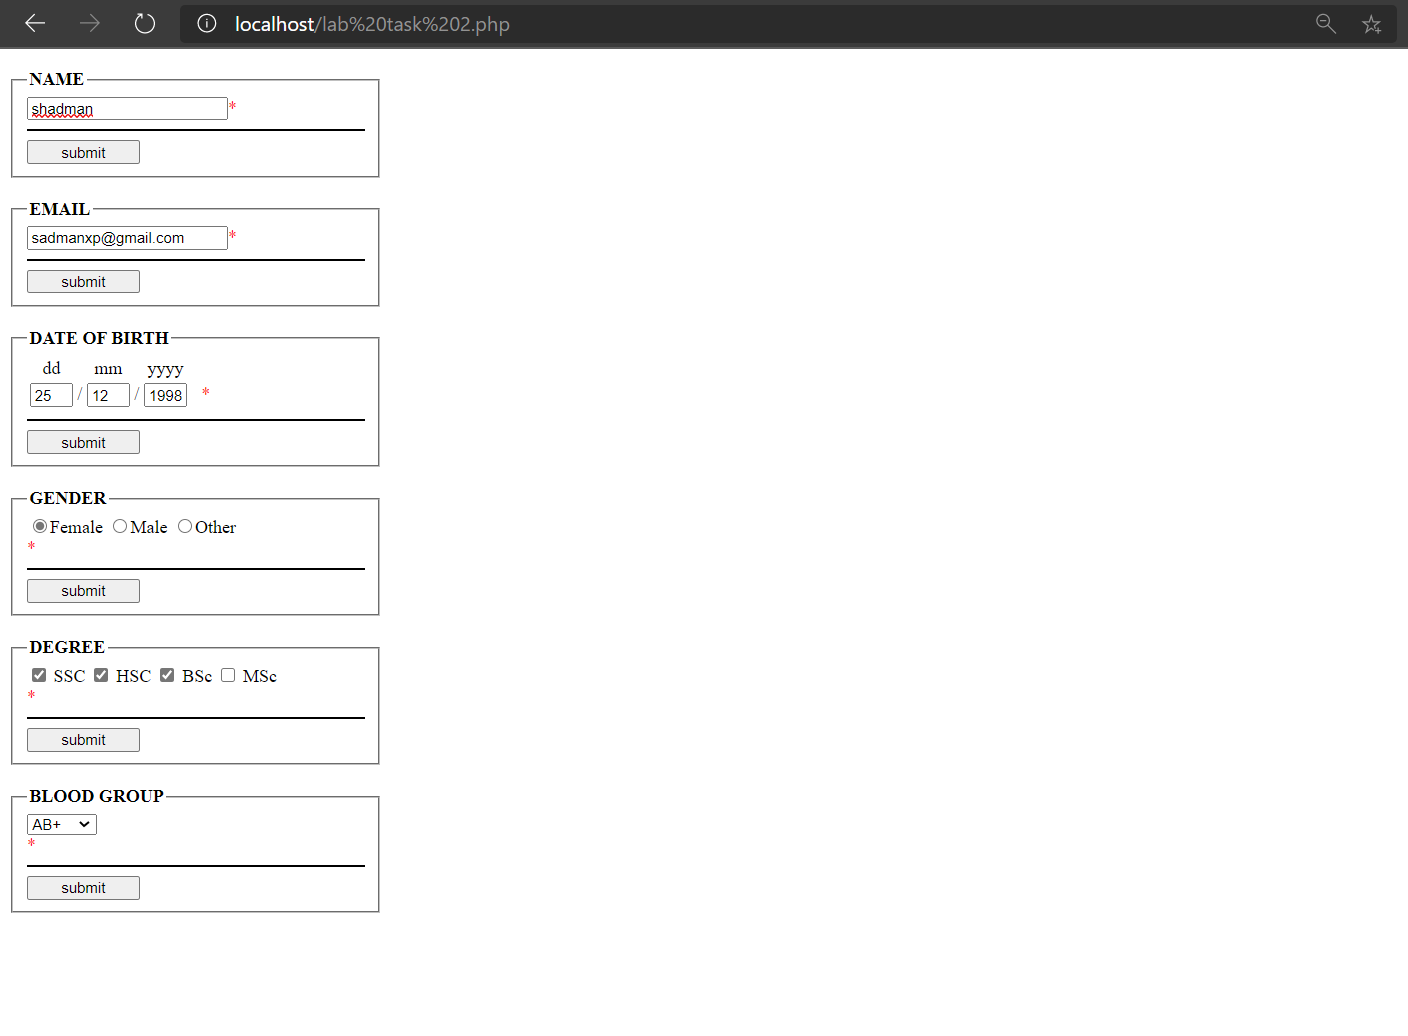 localhost/lab%20task%202.php
NAME
shadman *
submit
EMAIL
sadmanxp@gmail.com *
submit
DATE OF BIRTH
dd mm yyyy
25 / 12 / 1998 *
submit
GENDER
Female Male Other
*
submit
DEGREE
SSC HSC BSc MSc
*
submit
BLOOD GROUP
AB+
*
submit